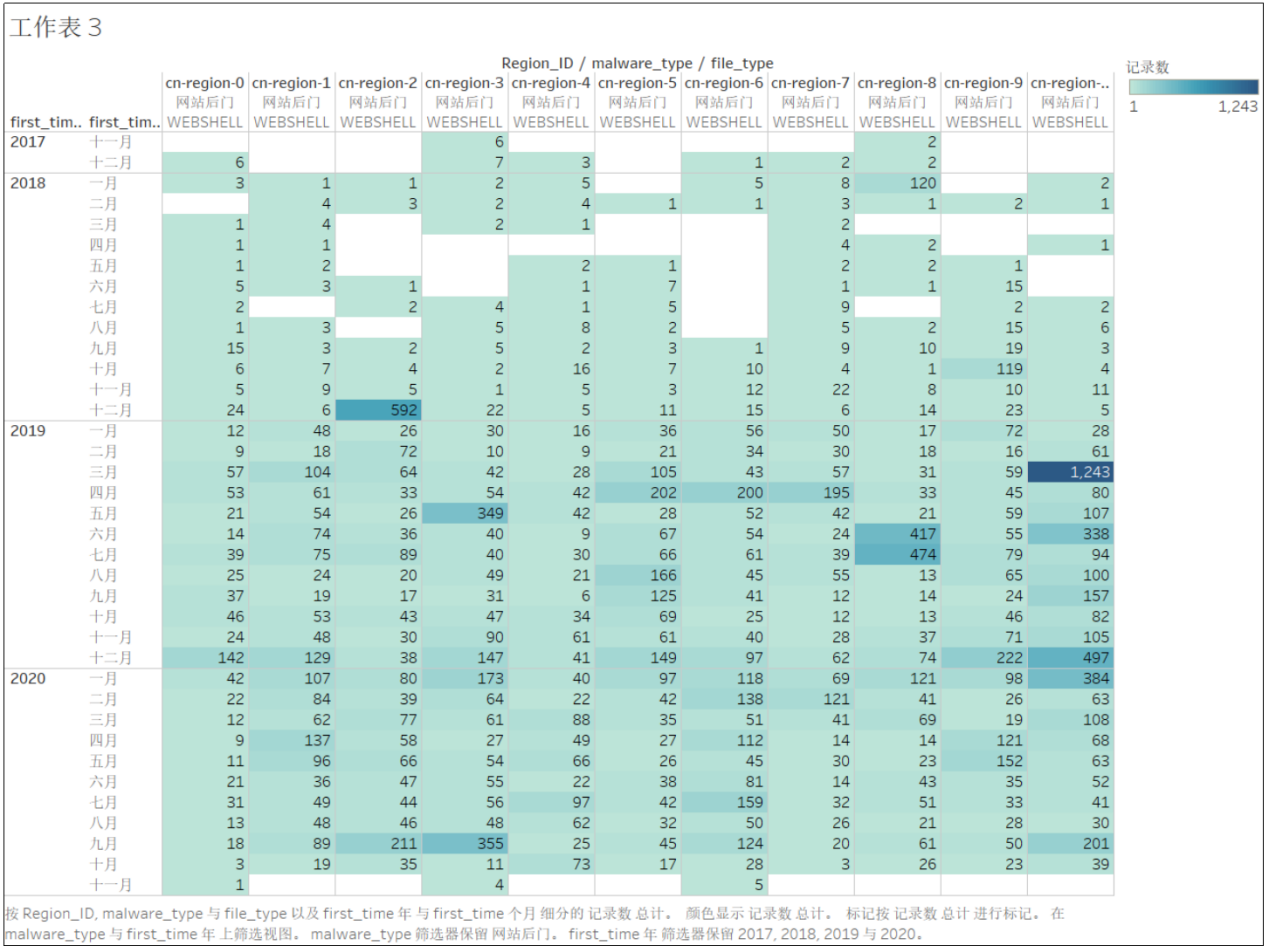 工作表 3
Region_ID / malware_type / file_type
记录数
cn-region-0 cn-region-1 cn-region-2 cn-region-3 cn-region-4 cn-region-5 cn-region-6 cn-region-7 cn-region-8 cn-region-9 cn-region-..
1 1,243
网站后门 网站后门 网站后门 网站后门 网站后门 网站后门 网站后门 网站后门 网站后门 网站后门 网站后门
first_tim.. first_tim.. WEBSHELL WEBSHELL WEBSHELL WEBSHELL WEBSHELL WEBSHELL WEBSHELL WEBSHELL WEBSHELL WEBSHELL WEBSHELL
2017 十一月 6 2
十二月 6 7 3 1 2 2
2018 一月 3 1 1 2 5 5 8 120 2
二月 4 3 2 4 1 1 3 1 2 1
三月 1 4 2 1 2
四月 1 1 4 2 1
五月 1 2 2 1 2 2 1
六月 5 3 1 1 7 1 1 15
七月 2 2 4 1 5 9 2 2
八月 1 3 5 8 2 5 2 15 6
九月 15 3 2 5 2 3 1 9 10 19 3
十月 6 7 4 2 16 7 10 4 1 119 4
十一月 5 9 5 1 5 3 12 22 8 10 11
十二月 24 6 592 22 5 11 15 6 14 23 5
2019 一月 12 48 26 30 16 36 56 50 17 72 28
二月 9 18 72 10 9 21 34 30 18 16 61
三月 57 104 64 42 28 105 43 57 31 59 1,243
四月 53 61 33 54 42 202 200 195 33 45 80
五月 21 54 26 349 42 28 52 42 21 59 107
六月 14 74 36 40 9 67 54 24 417 55 338
七月 39 75 89 40 30 66 61 39 474 79 94
八月 25 24 20 49 21 166 45 55 13 65 100
九月 37 19 17 31 6 125 41 12 14 24 157
十月 46 53 43 47 34 69 25 12 13 46 82
十一月 24 48 30 90 61 61 40 28 37 71 105
十二月 142 129 38 147 41 149 97 62 74 222 497
2020 一月 42 107 80 173 40 97 118 69 121 98 384
二月 22 84 39 64 22 42 138 121 41 26 63
三月 12 62 77 61 88 35 51 41 69 19 108
四月 9 137 58 27 49 27 112 14 14 121 68
五月 11 96 66 54 66 26 45 30 23 152 63
六月 21 36 47 55 22 38 81 14 43 35 52
七月 31 49 44 56 97 42 159 32 51 33 41
八月 13 48 46 48 62 32 50 26 21 28 30
九月 18 89 211 355 25 45 124 20 61 50 201
十月 3 19 35 11 73 17 28 3 26 23 39
十一月 1 4 5
按 Region_ID, malware_type 与 file_type 以及 first_time 年 与 first_time 个月 细分的 记录数 总计。 颜色显示 记录数 总计。 标记按 记录数 总计 进行标记。 在
malware_type 与 first_time 年 上筛选视图。 malware_type 筛选器保留 网站后门。 first_time 年 筛选器保留 2017, 2018, 2019 与 2020。